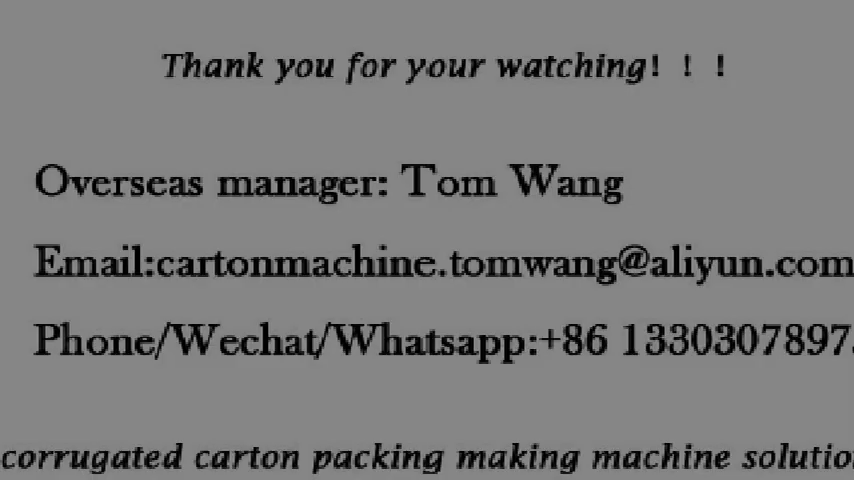 Thank you for your watching！！！
Overseas manager: Tom Wang
Email:cartonmachine.tomwang@aliyun.com
Phone/Wechat/Whatsapp:+86 1330307897
corrugated carton packing making machine